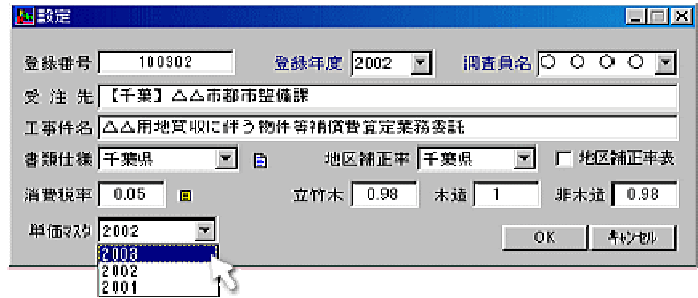 設定
登録番号 100302 登録年度 2002 調査員名 〇 〇 〇 〇
受 注 先 【千葉】△△市都市整備課
工事件名 △△用地買収に伴う物件等補償費算定業務委託
書類仕様 千葉県 地区補正率 千葉県 地区補正率表
消費税率 0.05 立竹木 0.98 木造 1 非木造 0.98
単価マスタ 2002 OK キャンセル
2003
2002
2001